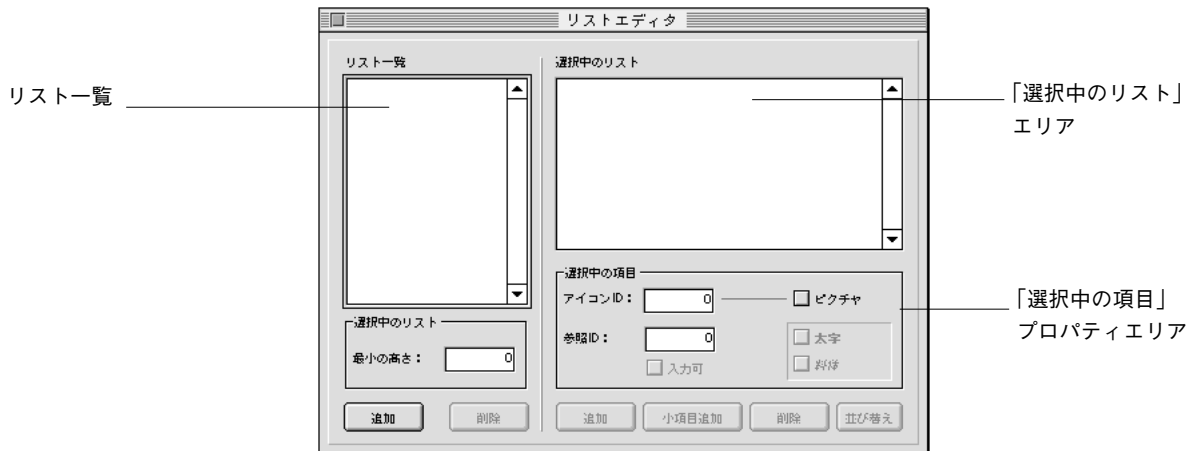 リストエディタ
リスト一覧
選択中のリスト
リスト一覧
「選択中のリスト」
エリア
選択中の項目
アイコンID：
0
ピクチャ
「選択中の項目」
プロパティエリア
選択中のリスト
最小の高さ：
0
参照ID：
0
太字
入力可
斜体
追加
削除
追加
小項目追加
削除
並び替え